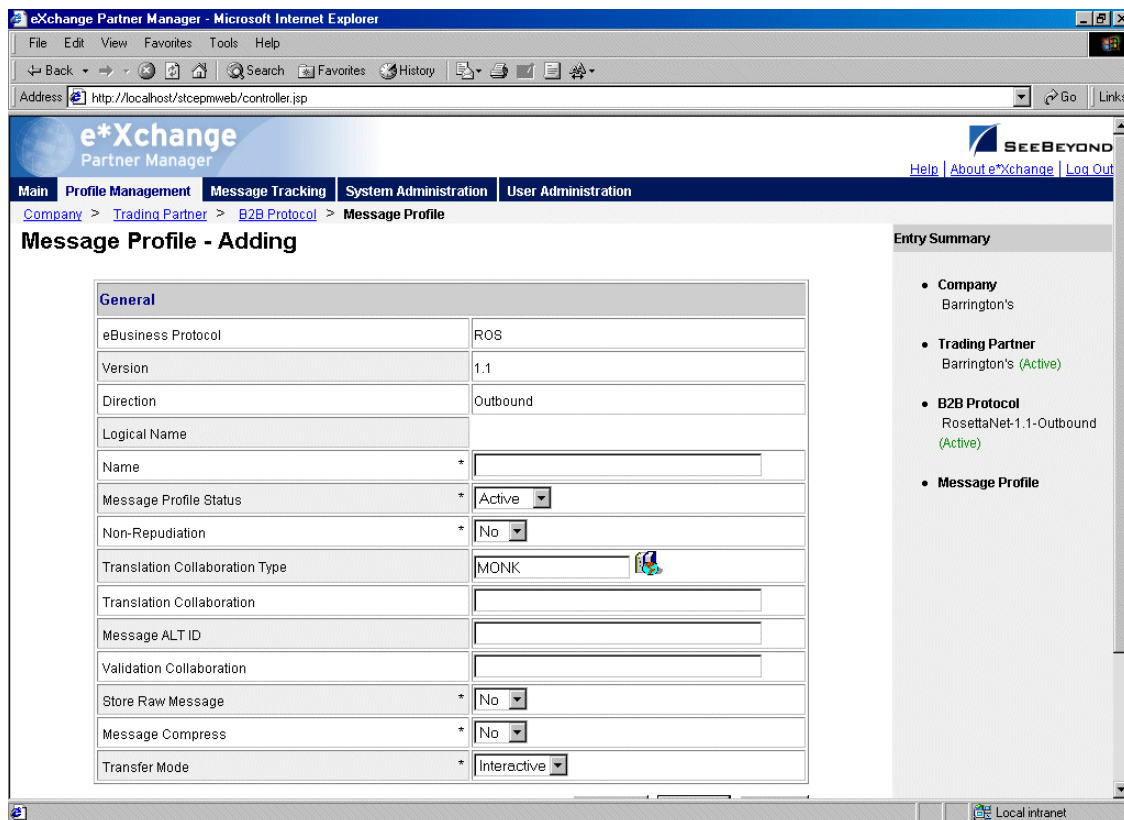 eXchange Partner Manager - Microsoft Internet Explorer
File Edit View Favorites Tools Help
Back Search Favorites History
Address http://localhost/stcepmweb/controller.jsp Go Links
e*Xchange
Partner Manager
SEEBEYOND
Help | About e*Xchange | Log Out
Main Profile Management Message Tracking System Administration User Administration
Company > Trading Partner > B2B Protocol > Message Profile
Message Profile - Adding
General
eBusiness Protocol ROS
Version 1.1
Direction Outbound
Logical Name
Name *
Message Profile Status * Active
Non-Repudiation * No
Translation Collaboration Type MONK
Translation Collaboration
Message ALT ID
Validation Collaboration
Store Raw Message * No
Message Compress * No
Transfer Mode * Interactive
Entry Summary
• Company
Barrington's
• Trading Partner
Barrington's (Active)
• B2B Protocol
RosettaNet-1.1-Outbound
(Active)
• Message Profile
Local intranet